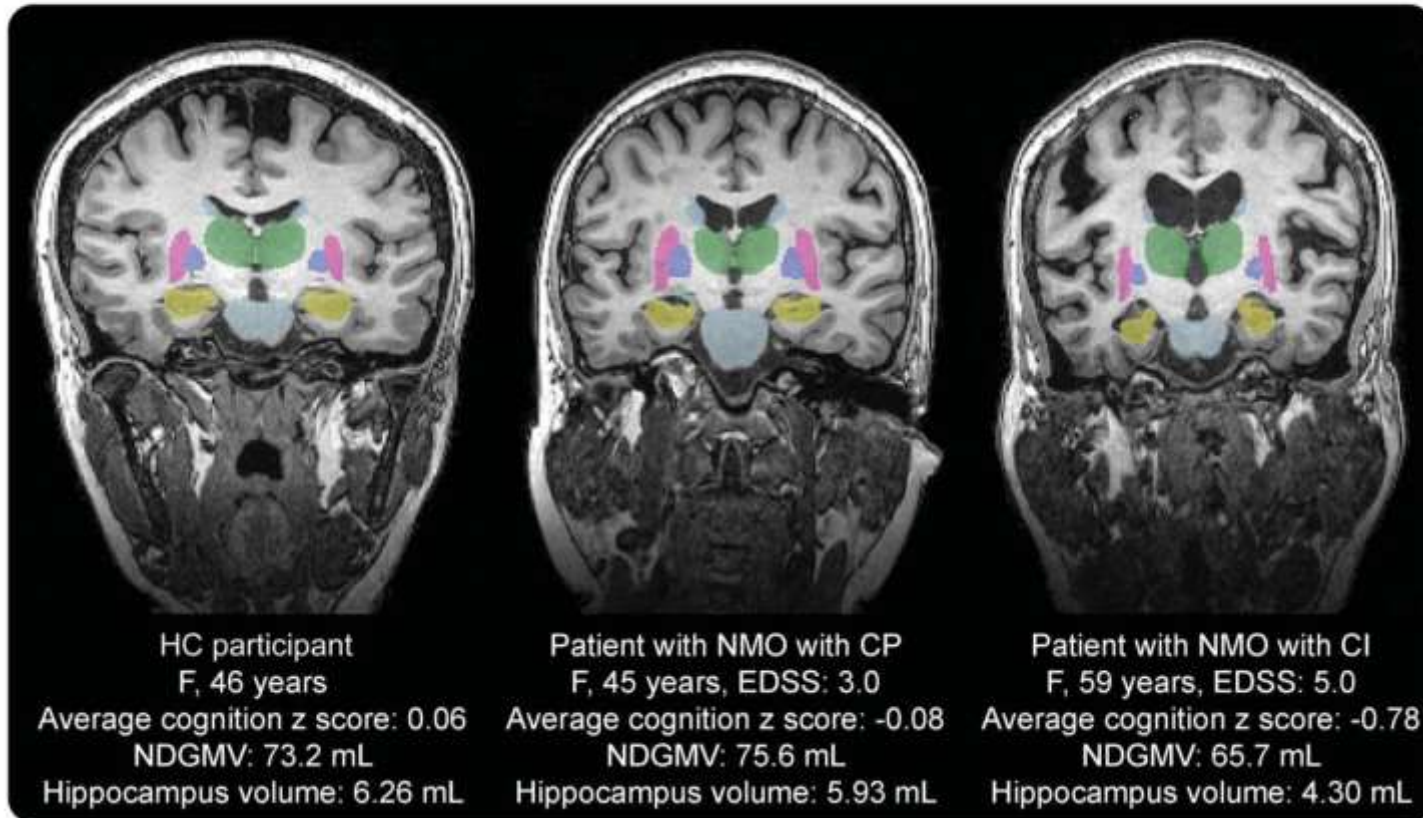 HC participant
F, 46 years
Average cognition z score: 0.06
NDGMV: 73.2 mL
Hippocampus volume: 6.26 mL
Patient with NMO with CP
F, 45 years, EDSS: 3.0
Average cognition z score: -0.08
NDGMV: 75.6 mL
Hippocampus volume: 5.93 mL
Patient with NMO with CI
F, 59 years, EDSS: 5.0
Average cognition z score: -0.78
NDGMV: 65.7 mL
Hippocampus volume: 4.30 mL